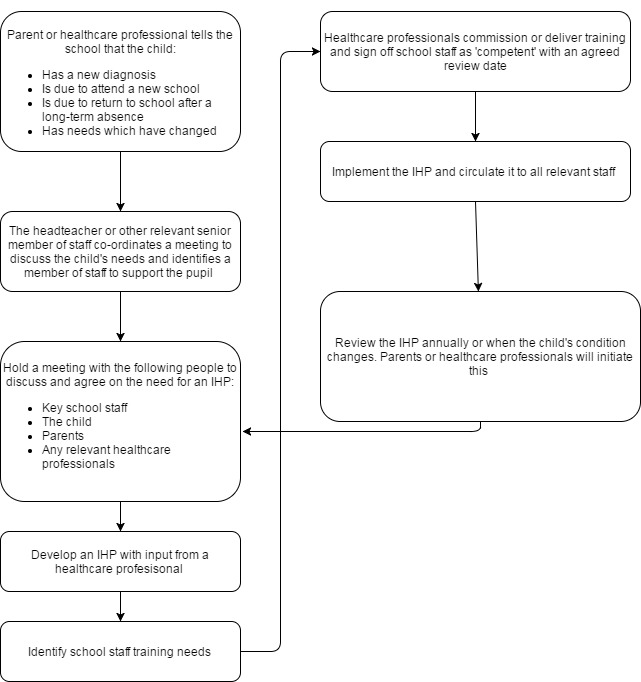 Parent or healthcare professional tells the
school that the child:
• Has a new diagnosis
• Is due to attend a new school
• Is due to return to school after a
long-term absence
• Has needs which have changed
The headteacher or other relevant senior
member of staff co-ordinates a meeting to
discuss the child's needs and identifies a
member of staff to support the pupil
Hold a meeting with the following people to
discuss and agree on the need for an IHP:
• Key school staff
• The child
• Parents
• Any relevant healthcare
professionals
Develop an IHP with input from a
healthcare profesisonal
Identify school staff training needs
Healthcare professionals commission or deliver training
and sign off school staff as 'competent' with an agreed
review date
Implement the IHP and circulate it to all relevant staff
Review the IHP annually or when the child's condition
changes. Parents or healthcare professionals will initiate
this